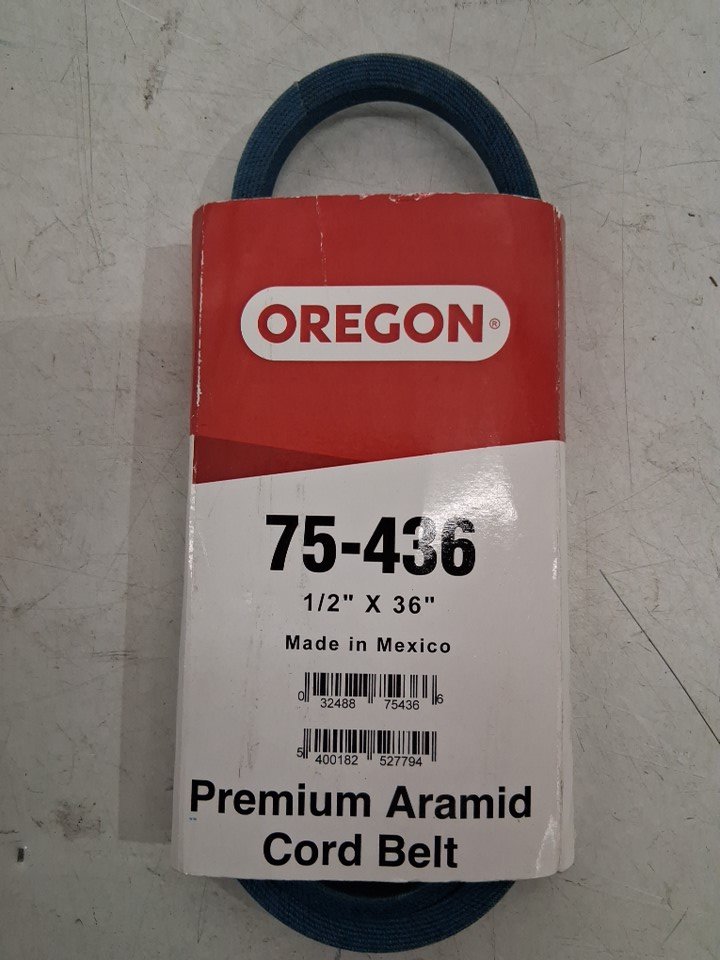 OREGON®
75-436
1/2" X 36"
Made in Mexico
0 32488 75436 6
5 400182 527794
Premium Aramid
Cord Belt